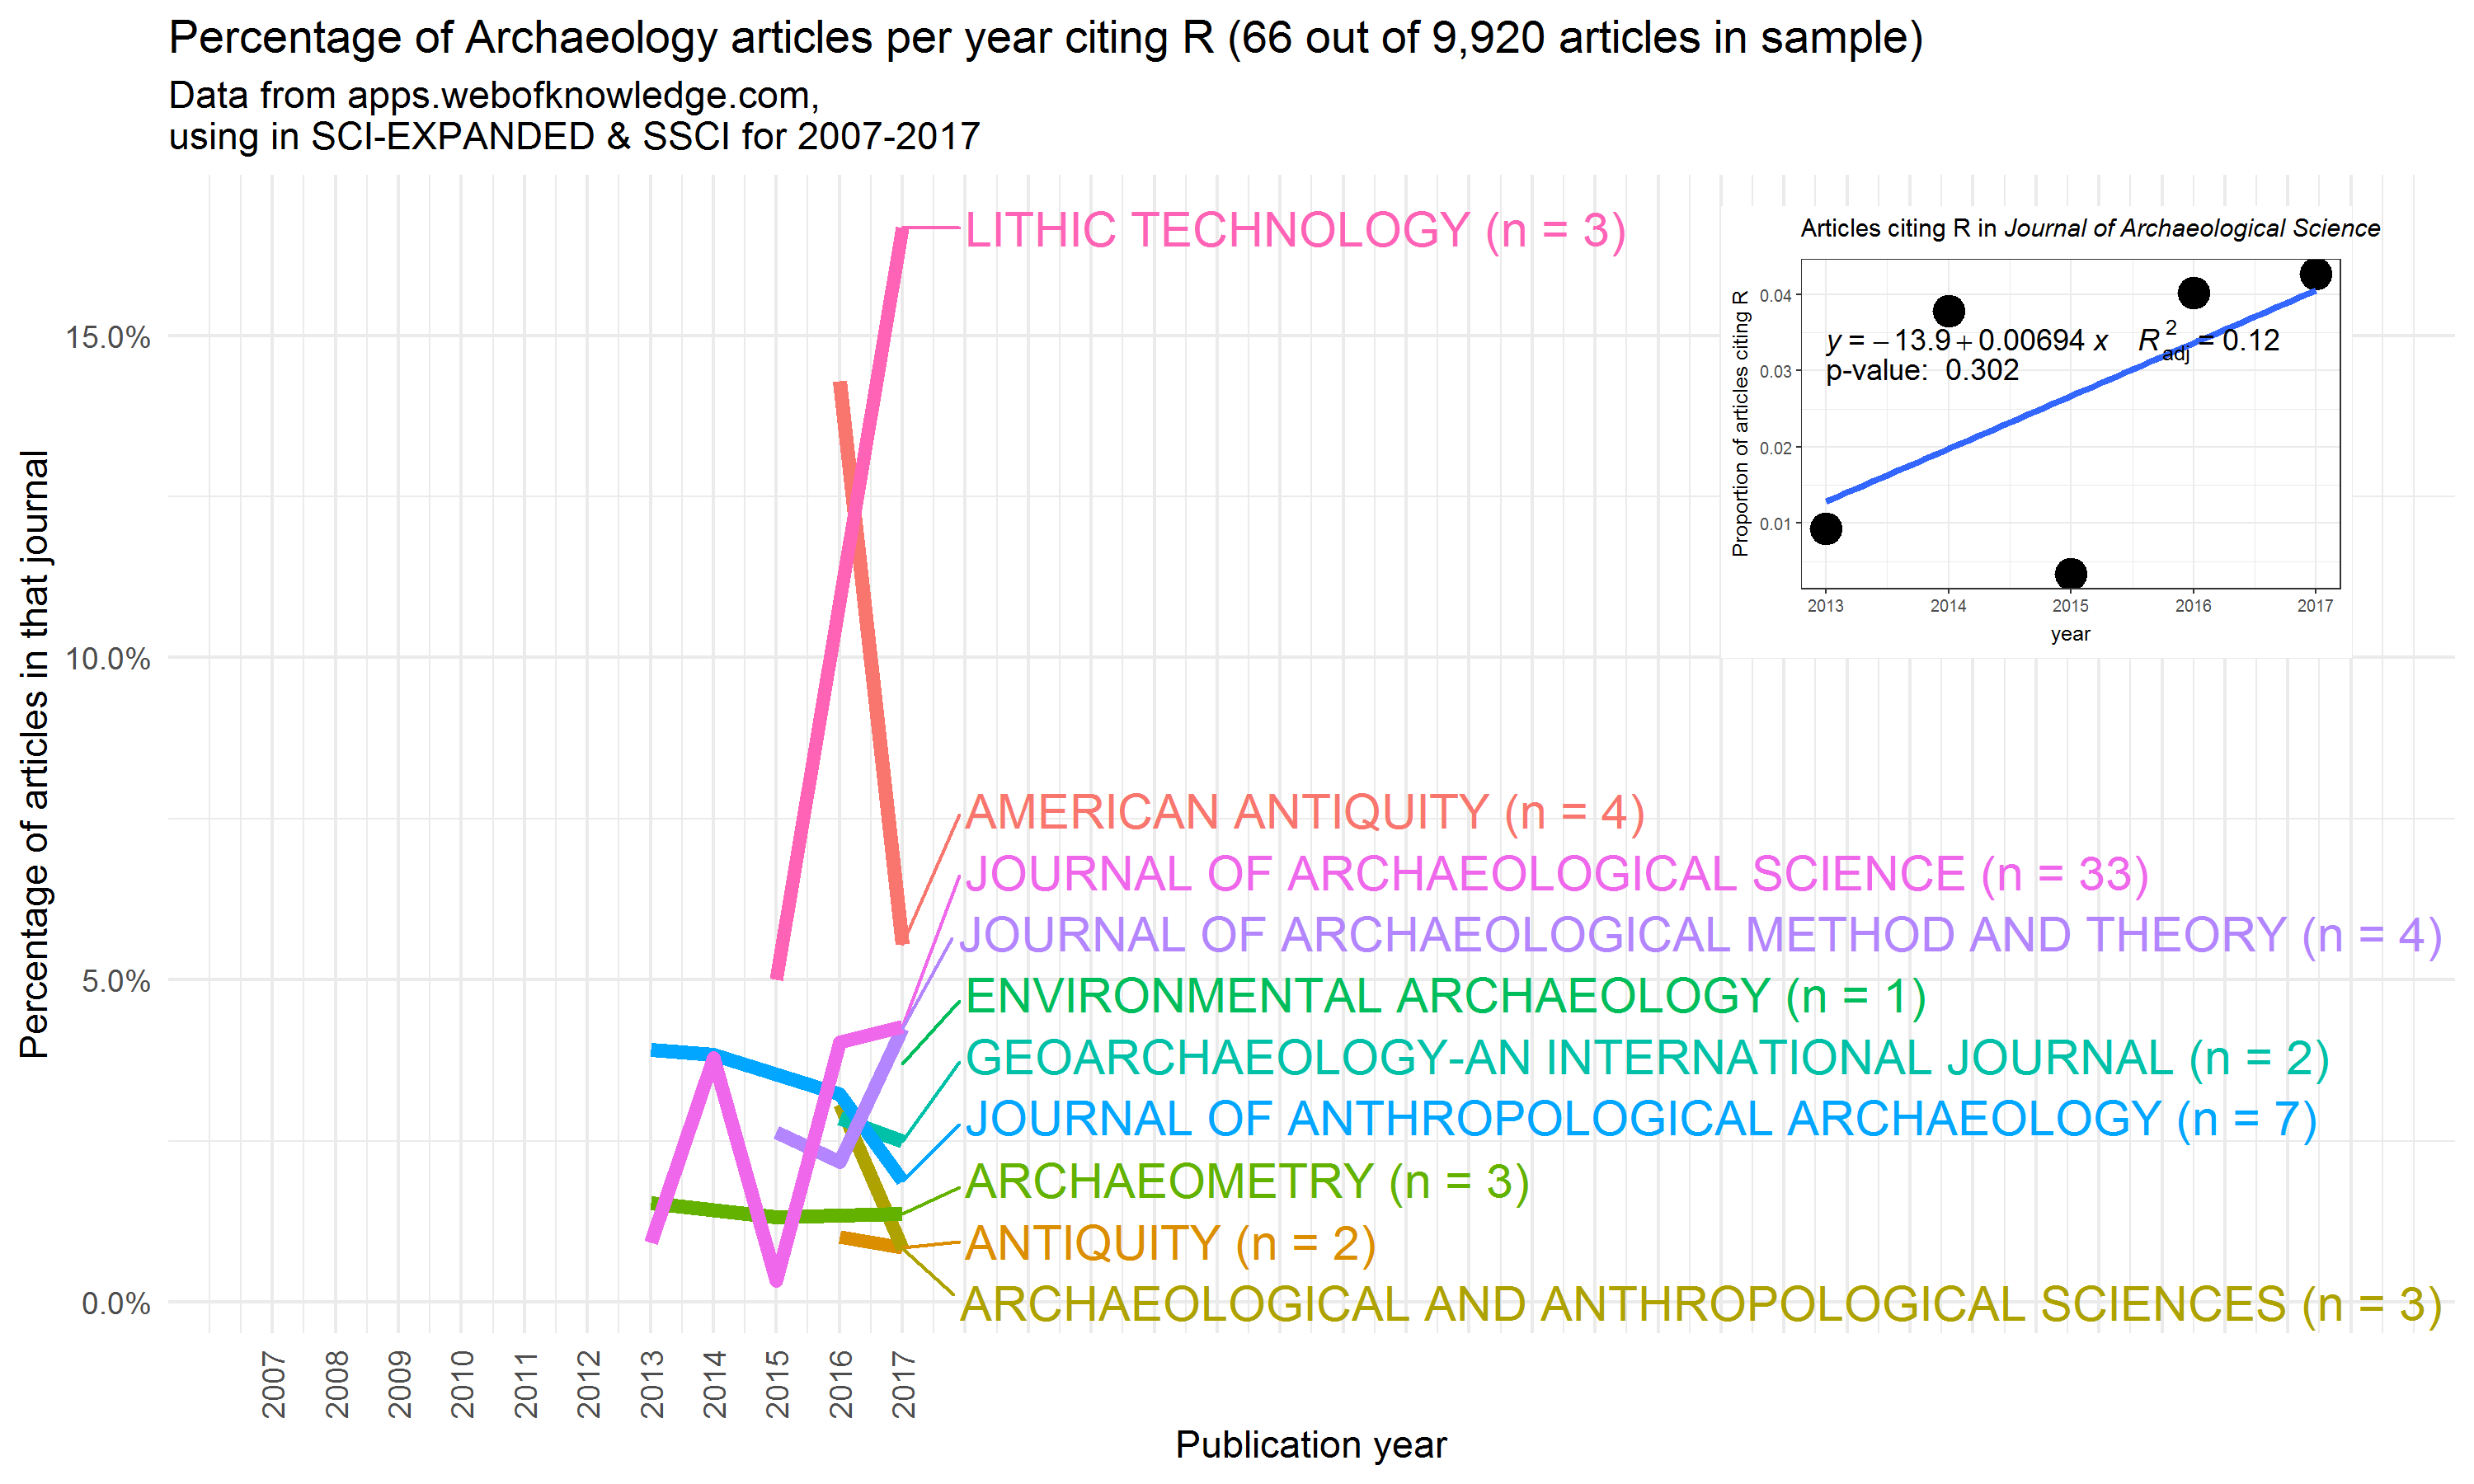 Percentage of Archaeology articles per year citing R (66 out of 9,920 articles in sample)
Data from apps.webofknowledge.com,
using in SCI-EXPANDED & SSCI for 2007-2017
Percentage of articles in that journal
15.0%
10.0%
5.0%
0.0%
LITHIC TECHNOLOGY (n = 3)
AMERICAN ANTIQUITY (n = 4)
JOURNAL OF ARCHAEOLOGICAL SCIENCE (n = 33)
JOURNAL OF ARCHAEOLOGICAL METHOD AND THEORY (n = 4)
ENVIRONMENTAL ARCHAEOLOGY (n = 1)
GEOARCHAEOLOGY-AN INTERNATIONAL JOURNAL (n = 2)
JOURNAL OF ANTHROPOLOGICAL ARCHAEOLOGY (n = 7)
ARCHAEOMETRY (n = 3)
ANTIQUITY (n = 2)
ARCHAEOLOGICAL AND ANTHROPOLOGICAL SCIENCES (n = 3)
Articles citing R in Journal of Archaeological Science
Proportion of articles citing R
0.04
0.03
0.02
0.01
y = − 13.9 + 0.00694 x R²adj = 0.12
p-value: 0.302
2013 2014 2015 2016 2017
year
2007 2008 2009 2010 2011 2012 2013 2014 2015 2016 2017
Publication year